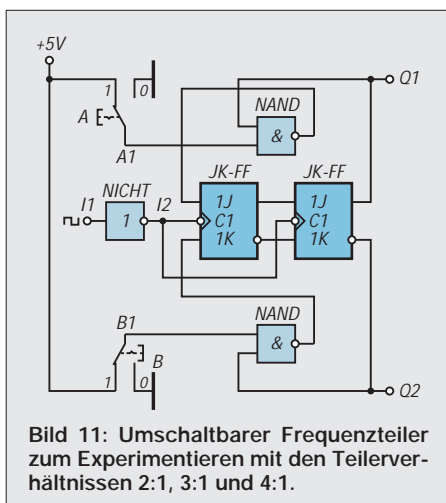 +5V
1
0
NAND
Q1
A
&
A1
JK-FF
JK-FF
NICHT
I1
I2
1
1J
C1
1K
1J
C1
1K
B1
NAND
B
&
1
0
Q2
Bild 11: Umschaltbarer Frequenzteiler
zum Experimentieren mit den Teilerver-
hältnissen 2:1, 3:1 und 4:1.